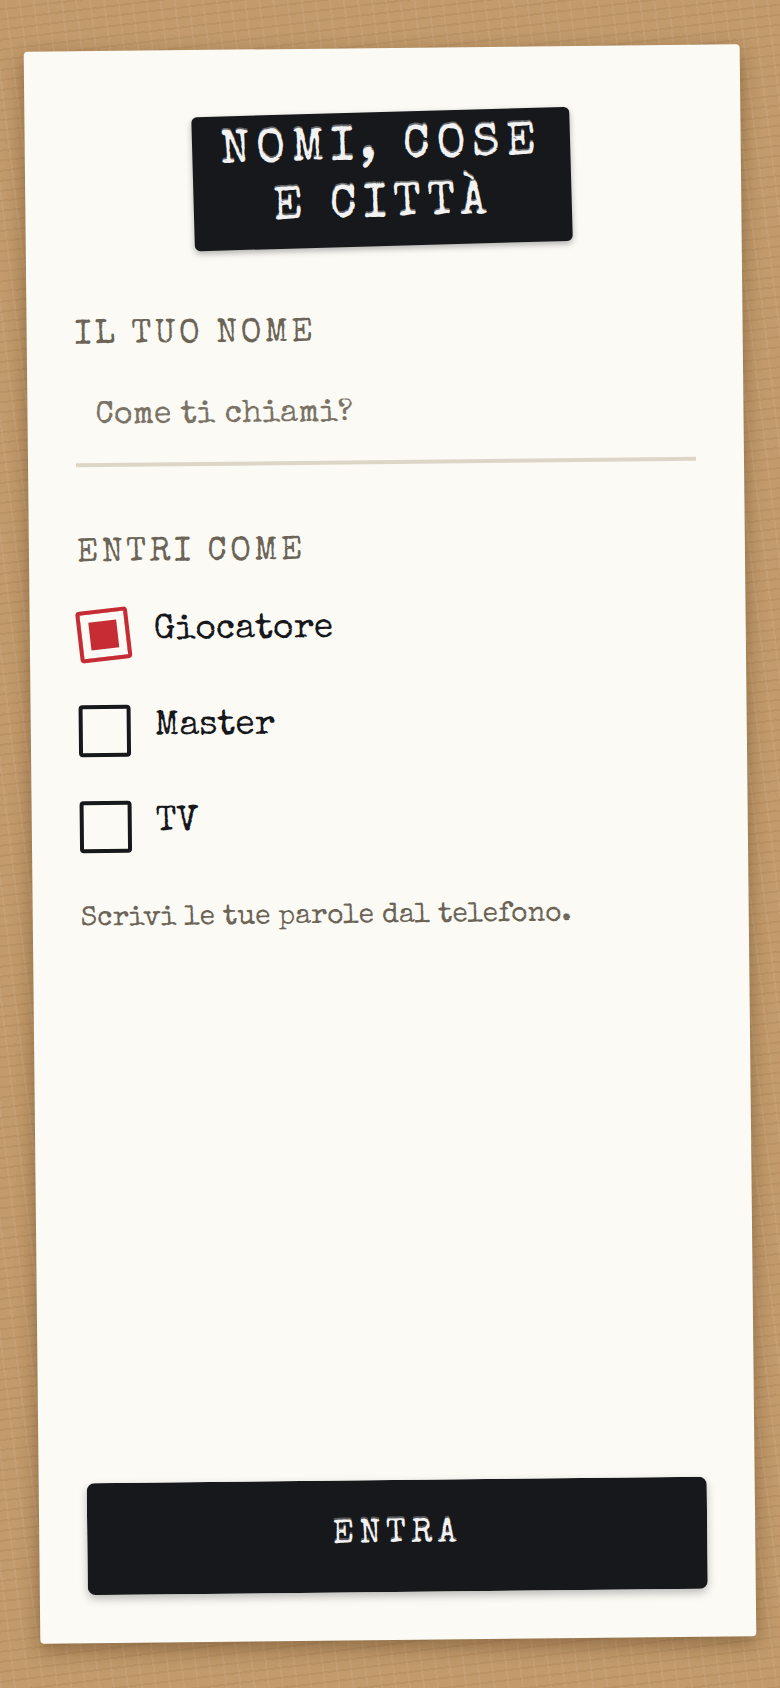 NOMI, COSE
E CITTÀ
IL TUO NOME
Come ti chiami?
ENTRI COME
Giocatore
Master
TV
Scrivi le tue parole dal telefono.
ENTRA